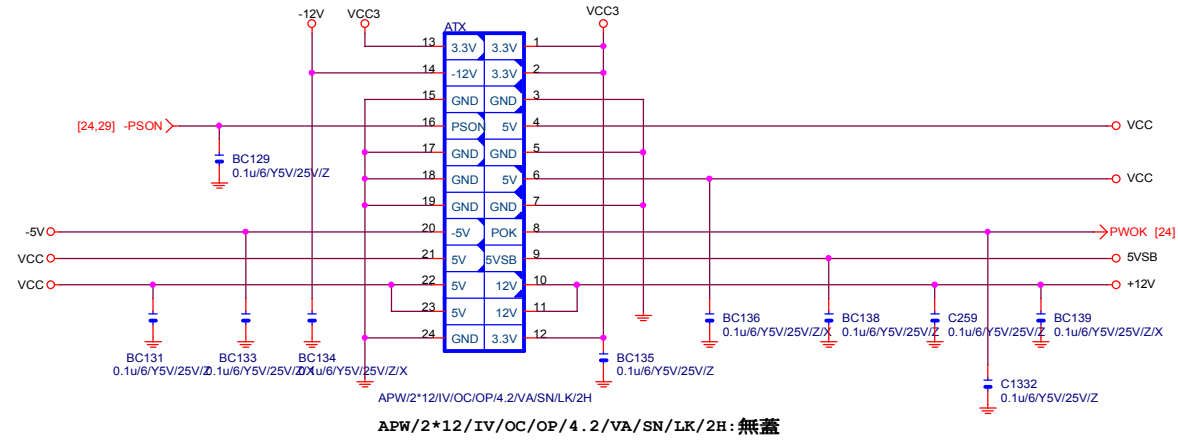 -12V VCC3 VCC3
ATX
13 3.3V 3.3V 1
14 -12V 3.3V 2
15 GND GND 3
[24,29] -PSON 16 PSON 5V 4 VCC
17 GND GND 5
18 GND 5V 6 VCC
19 GND GND 7
-5V 20 -5V POK 8 PWOK [24]
VCC 21 5V 5VSB 9 5VSB
VCC 22 5V 12V 10 +12V
23 5V 12V 11
24 GND 3.3V 12
BC129
0.1u/6/Y5V/25V/Z
BC136
0.1u/6/Y5V/25V/Z/X
BC138
0.1u/6/Y5V/25V/Z
C259
0.1u/6/Y5V/25V/Z
BC139
0.1u/6/Y5V/25V/Z/X
BC131
0.1u/6/Y5V/25V/Z
BC133
0.1u/6/Y5V/25V/Z/X
BC134
0.1u/6/Y5V/25V/Z/X
BC135
0.1u/6/Y5V/25V/Z
C1332
0.1u/6/Y5V/25V/Z
APW/2*12/IV/OC/OP/4.2/VA/SN/LK/2H
APW/2*12/IV/OC/OP/4.2/VA/SN/LK/2H:無蓋